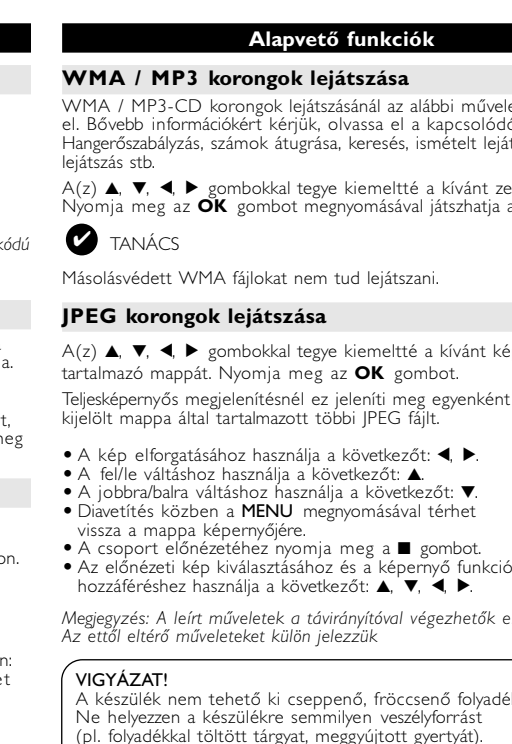 kódú
a.
t,
neg
on.
n:
et
Alapvető funkciók
WMA / MP3 korongok lejátszása
WMA / MP3-CD korongok lejátszásánál az alábbi művele
el. Bővebb információkért kérjük, olvassa el a kapcsolódó
Hangerőszabályzás, számok átugrása, keresés, ismételt leját
lejátszás stb.
A(z) ▲, ▼, ◀, ▶ gombokkal tegye kiemeltté a kívánt ze
Nyomja meg az OK gombot megnyomásával játszhatja a
✔ TANÁCS
Másolásvédett WMA fájlokat nem tud lejátszani.
JPEG korongok lejátszása
A(z) ▲, ▼, ◀, ▶ gombokkal tegye kiemeltté a kívánt ké
tartalmazó mappát. Nyomja meg az OK gombot.
Teljesképernyős megjelenítésnél ez jeleníti meg egyenként
kijelölt mappa által tartalmazott többi JPEG fájlt.
• A kép elforgatásához használja a következőt: ◀, ▶.
• A fel/le váltáshoz használja a következőt: ▲.
• A jobbra/balra váltáshoz használja a következőt: ▼.
• Diavetítés közben a MENU megnyomásával térhet
vissza a mappa képernyőjére.
• A csoport előnézetéhez nyomja meg a ■ gombot.
• Az előnézeti kép kiválasztásához és a képernyő funkció
hozzáféréshez használja a következőt: ▲, ▼, ◀, ▶.
Megjegyzés: A leírt műveletek a távirányítóval végezhetők e
Az ettől eltérő műveleteket külön jelezzük
VIGYÁZAT!
A készülék nem tehető ki cseppenő, fröccsenő folyadé
Ne helyezzen a készülékre semmilyen veszélyforrást
(pl. folyadékkal töltött tárgyat, meggyújtott gyertyát).